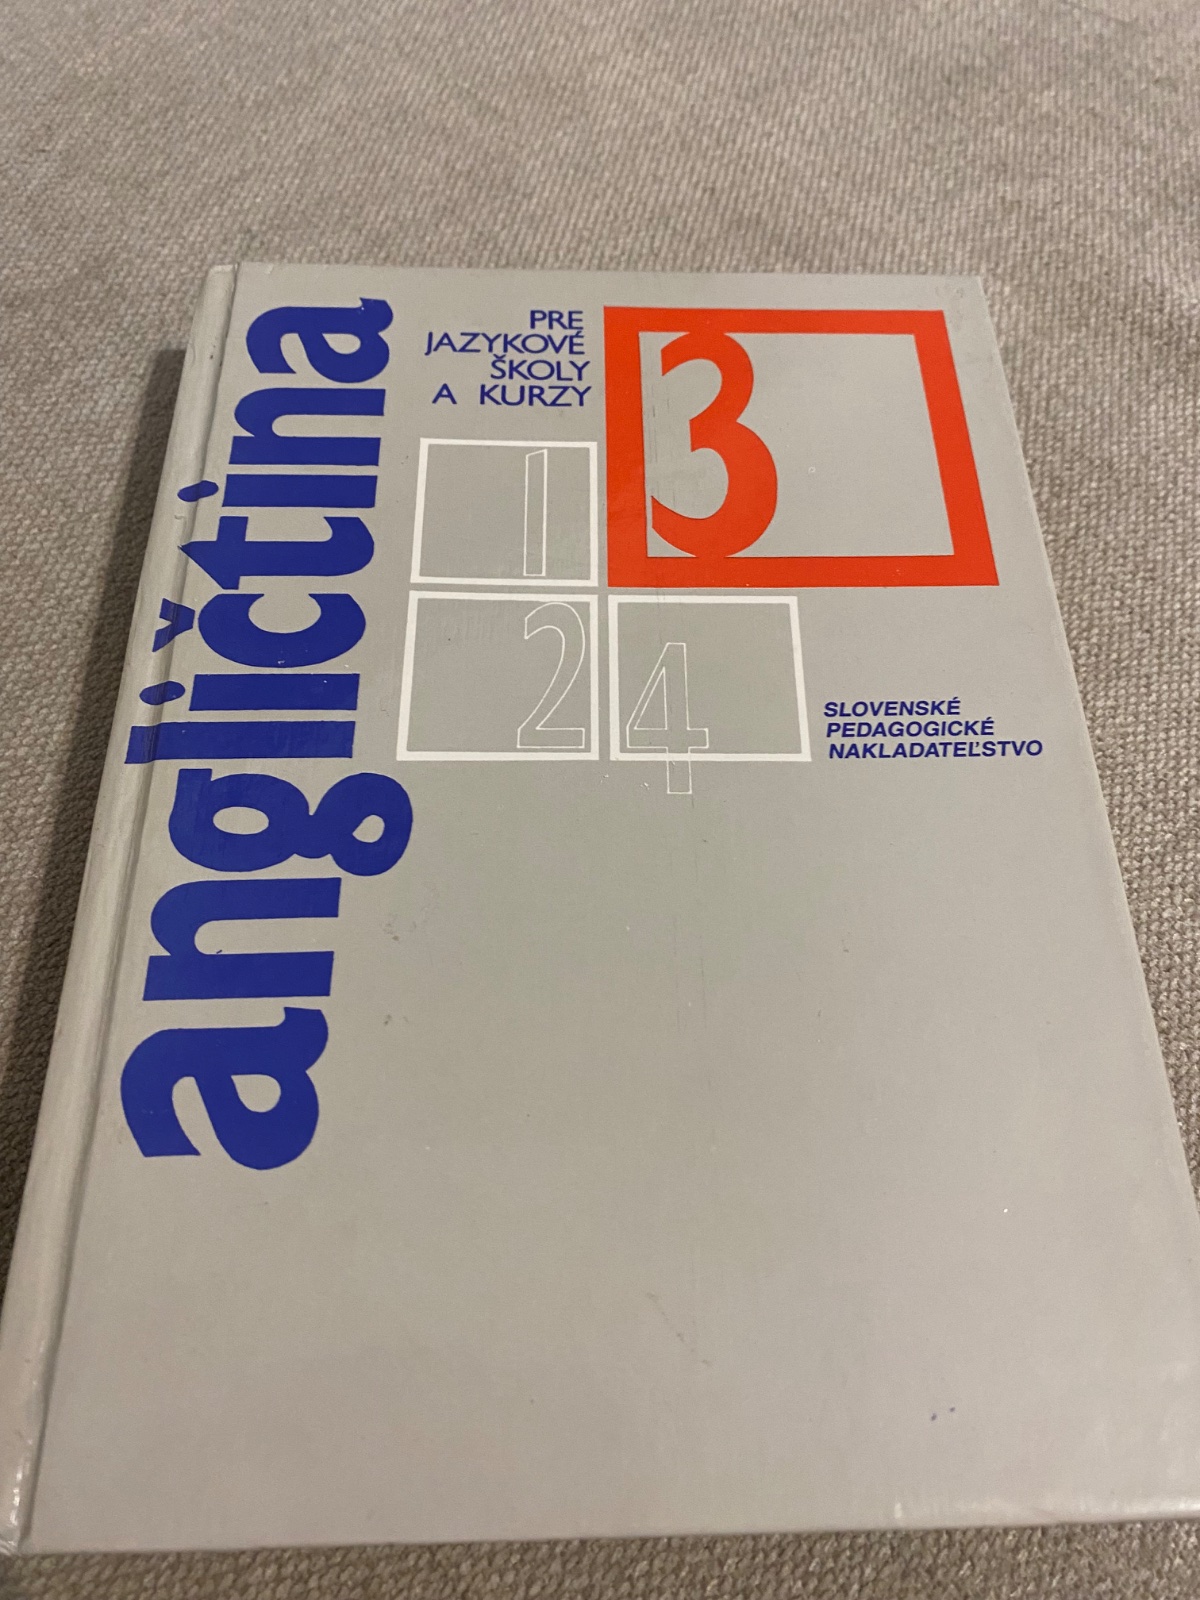 angličtina
PRE
JAZYKOVÉ
ŠKOLY
A KURZY
3
1
2
4
SLOVENSKÉ
PEDAGOGICKÉ
NAKLADATEĽSTVO